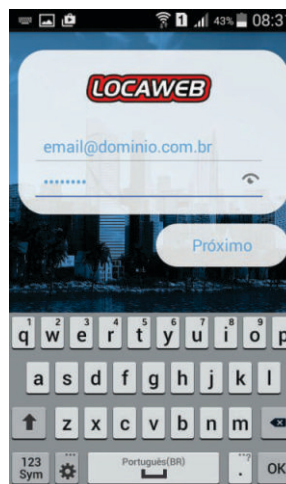 1 43% 08:3
LOCAWEB
email@dominio.com.br
••••••••
Próximo
1 2 3 4 5 6 7 8 9
q w e r t y u i o p
a s d f g h j k l
z x c v b n m
123 Português(BR) ...?
Sym . OK